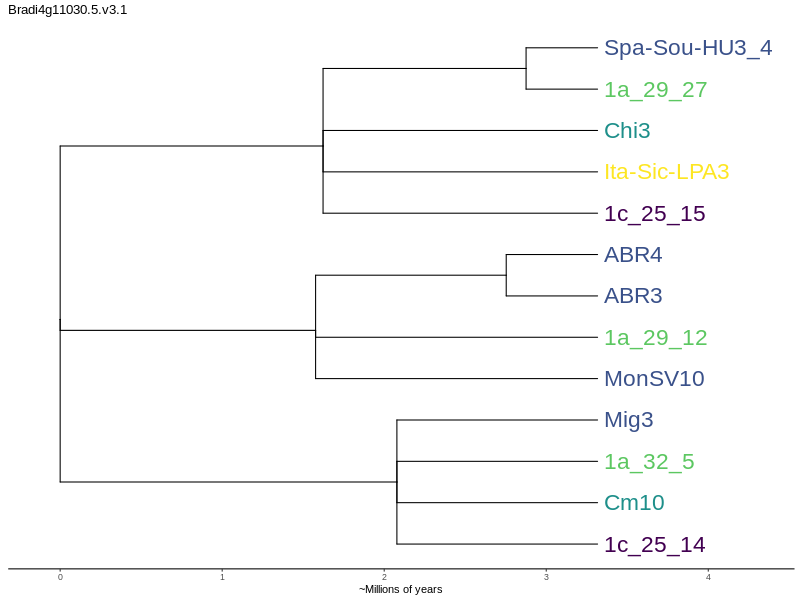 Bradi4g11030.5.v3.1
Spa-Sou-HU3_4
1a_29_27
Chi3
Ita-Sic-LPA3
1c_25_15
ABR4
ABR3
1a_29_12
MonSV10
Mig3
1a_32_5
Cm10
1c_25_14
0 1 2 3 4
~Millions of years